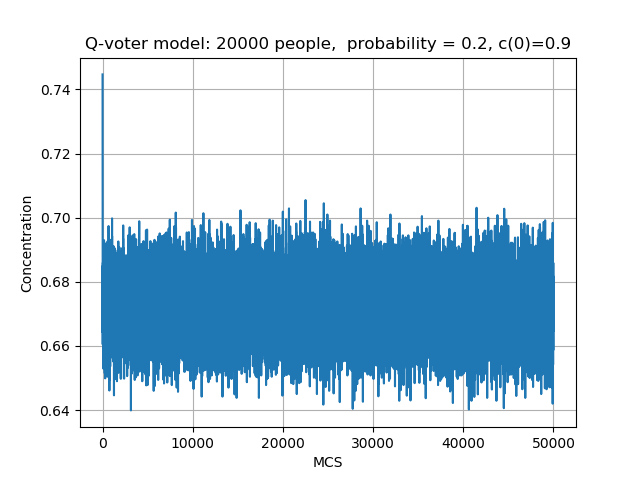 Q-voter model: 20000 people,  probability = 0.2, c(0)=0.9
0.74
0.72
0.70
0.68
0.66
0.64
Concentration
0 10000 20000 30000 40000 50000
MCS